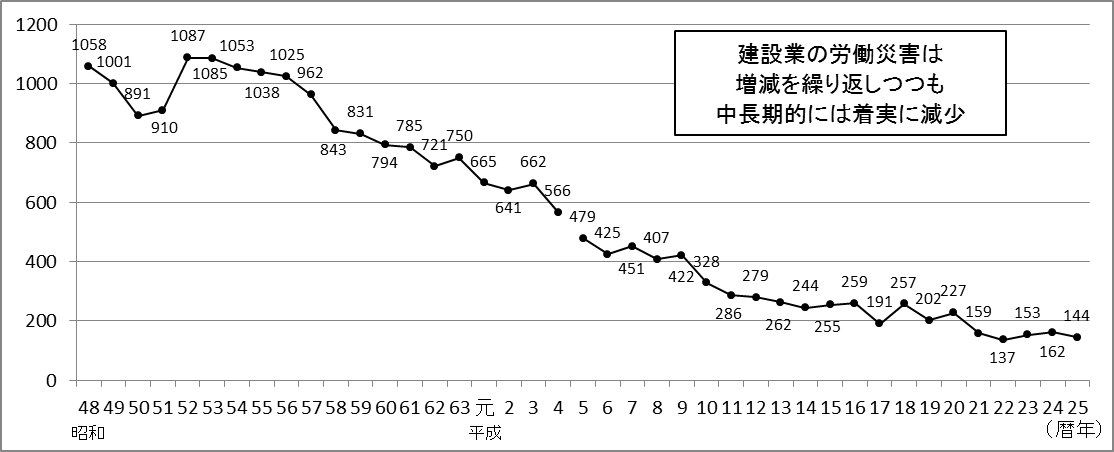 1200
1000
800
600
400
200
0
建設業の労働災害は
増減を繰り返しつつも
中長期的には着実に減少
1058 1001 891 910 1087 1085 1053 1038 1025 962 843 831 794 785 721 750 665 641 662 566 479 425 451 407 422 328 286 279 262 244 255 259 191 257 202 227 159 137 153 162 144
48 49 50 51 52 53 54 55 56 57 58 59 60 61 62 63 元 2 3 4 5 6 7 8 9 10 11 12 13 14 15 16 17 18 19 20 21 22 23 24 25
昭和 平成 （暦年）